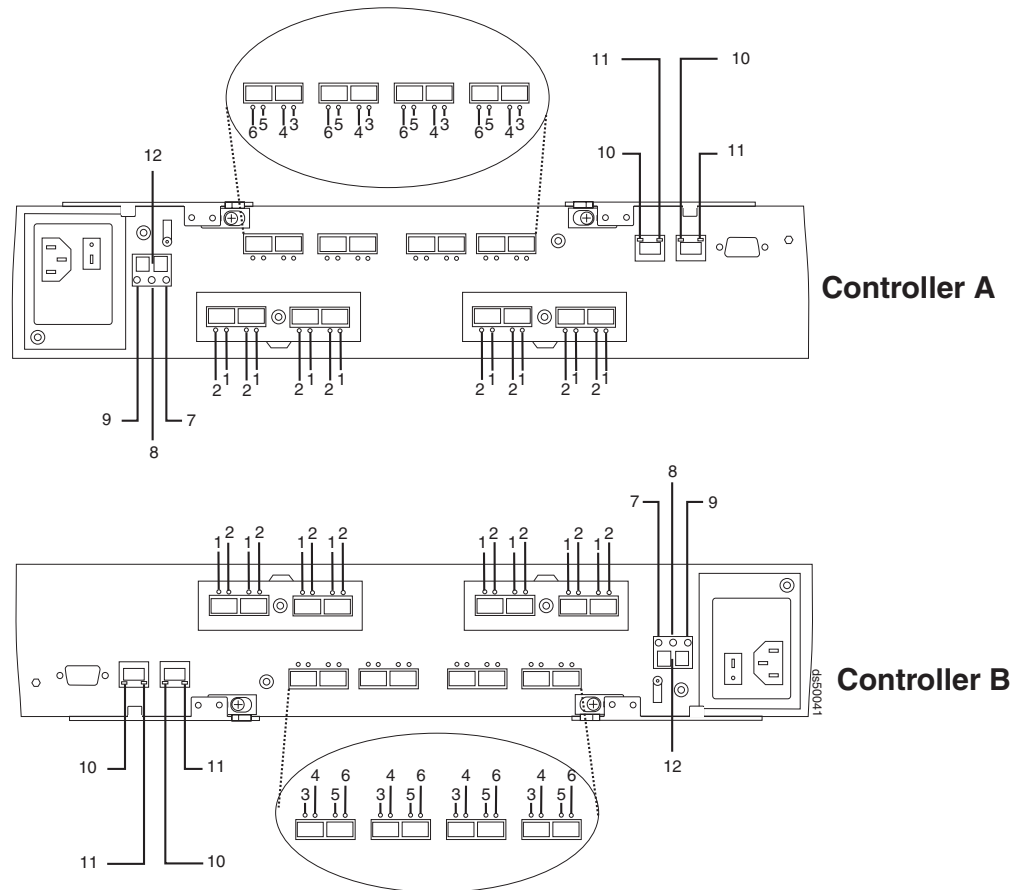 11 10
6 5 4 3 6 5 4 3 6 5 4 3 6 5 4 3
12
10 11
Controller A
2 1 2 1 2 1 2 1 2 1 2 1 2 1 2 1
9 7
8
8
7 9
1 2 1 2 1 2 1 2 1 2 1 2 1 2 1 2
Controller B
ds50041
10 11
12
3 4 5 6 3 4 5 6 3 4 5 6 3 4 5 6
11 10